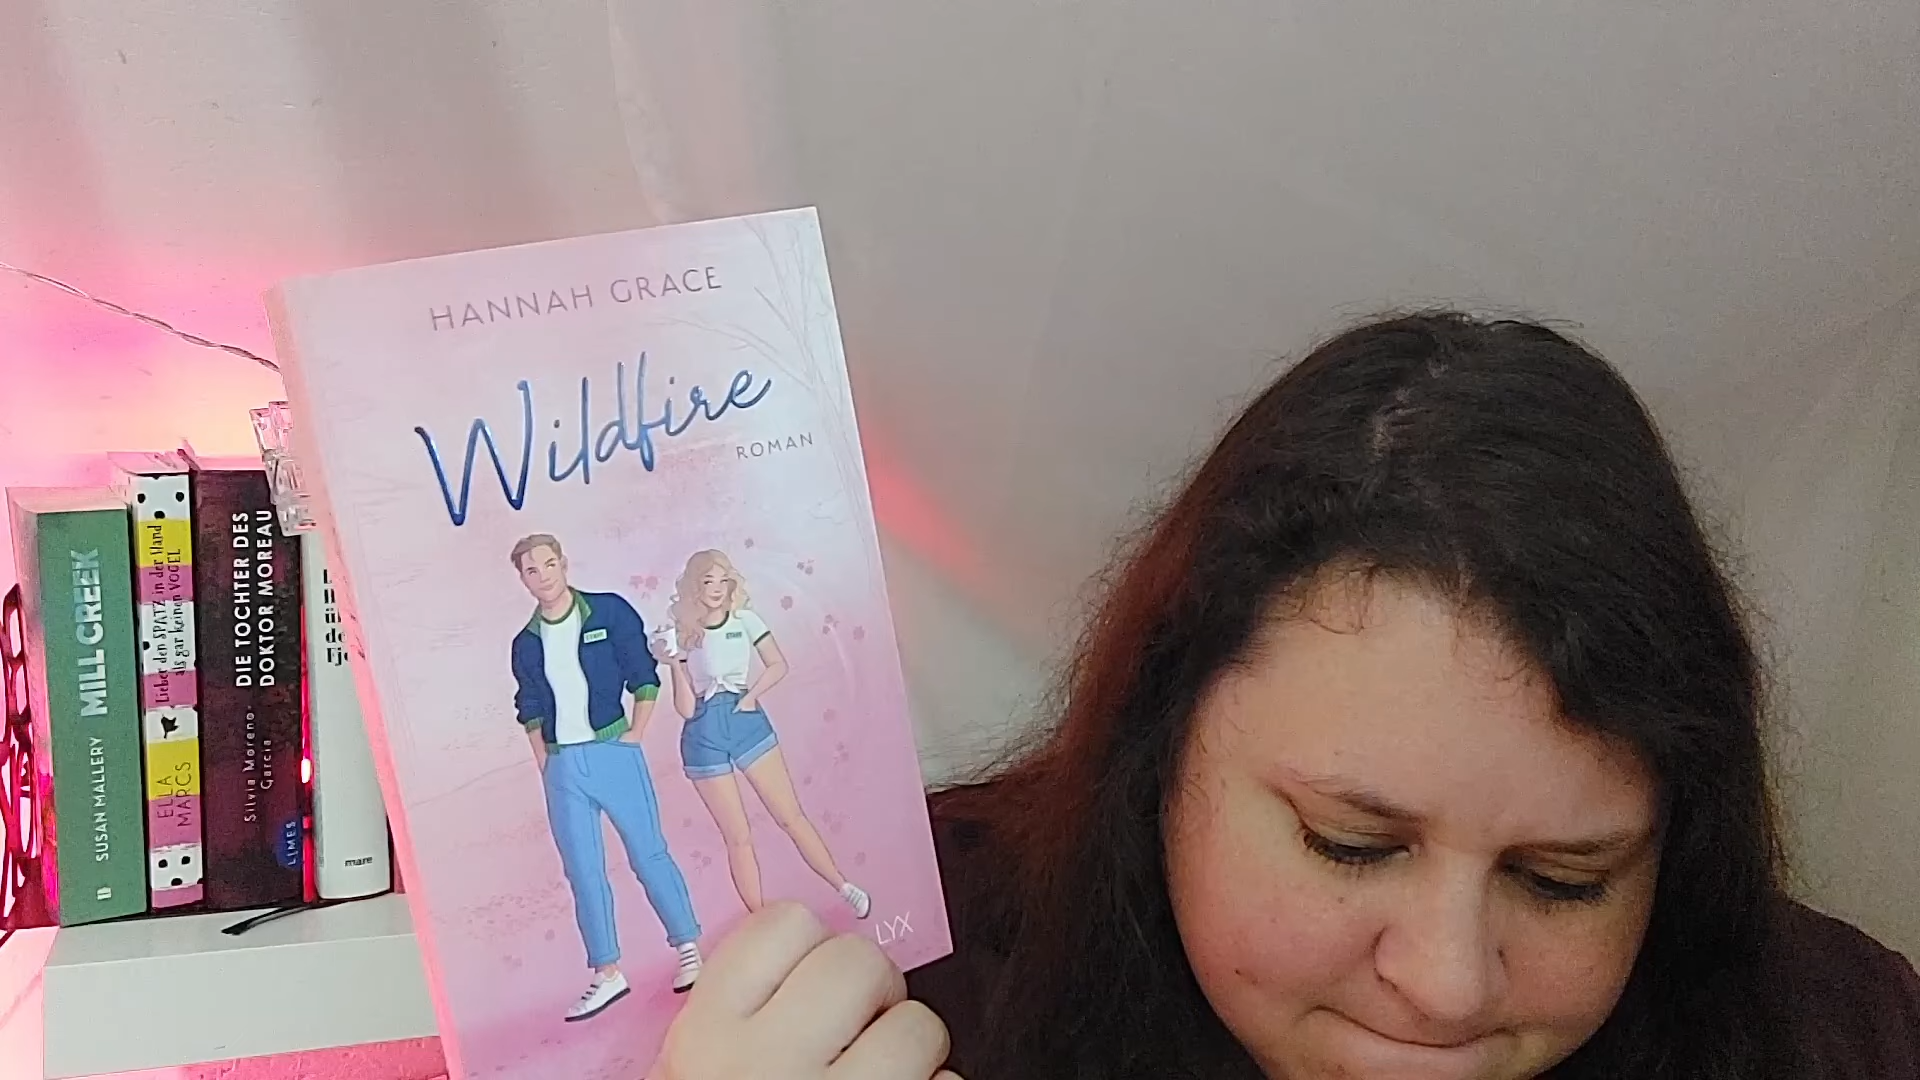 HANNAH GRACE
Wildfire
ROMAN
STAFF
LYX
SUSAN MALLERY
MILL CREEK
ELLA MARCS
Lieber den SPATZ in der Hand
als gar keinen VOGEL
Silvia Moreno-
Garcia
DIE TOCHTER DES
DOKTOR MOREAU
LIMES
mare